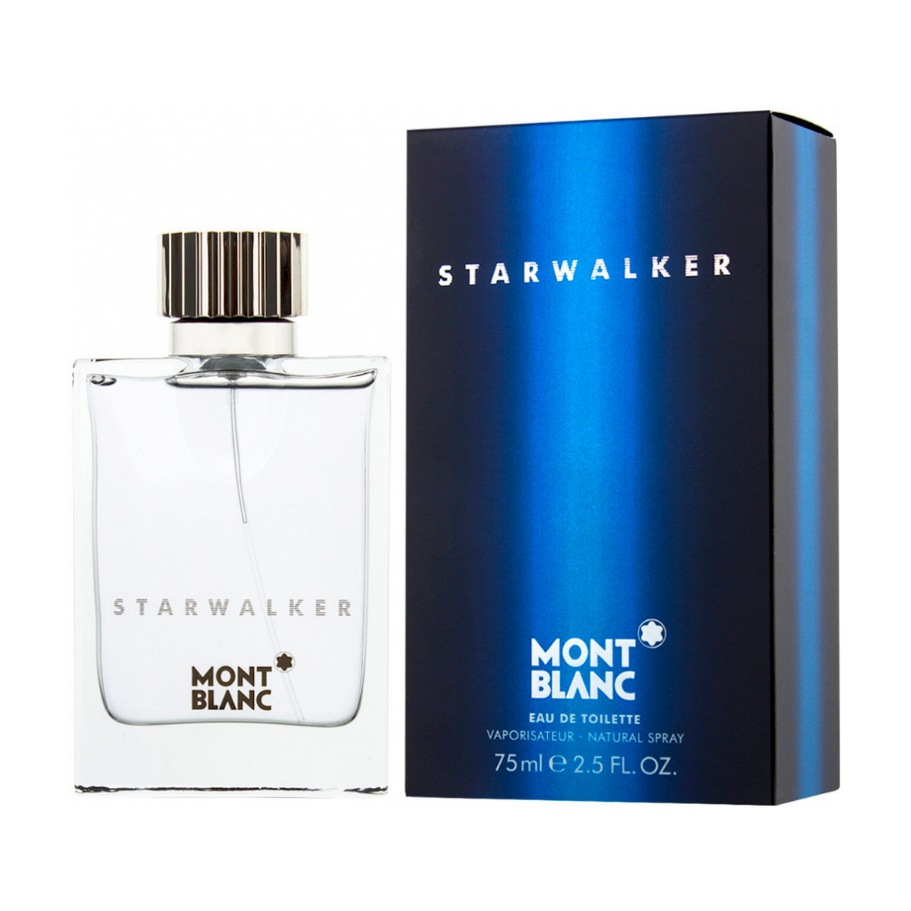 STARWALKER
MONT
BLANC
STARWALKER
MONT
BLANC
EAU DE TOILETTE
VAPORISATEUR - NATURAL SPRAY
75ml ℮ 2.5 FL. OZ.